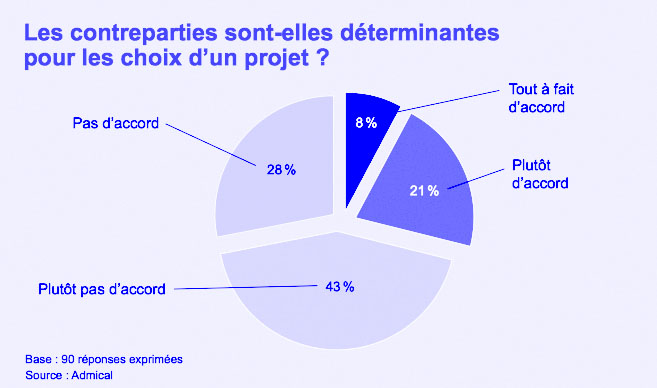 Les contreparties sont-elles déterminantes
pour les choix d’un projet ?
Tout à fait
d’accord
8 %
Pas d’accord
28 %
Plutôt
d’accord
21 %
Plutôt pas d’accord
43 %
Base : 90 réponses exprimées
Source : Admical